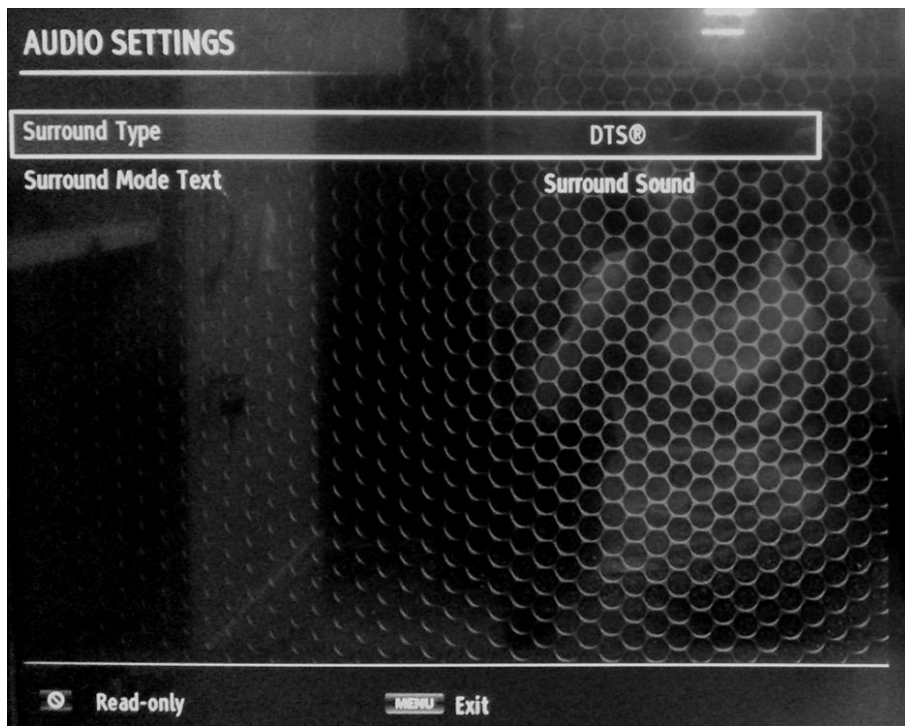 AUDIO SETTINGS
Surround Type DTS®
Surround Mode Text Surround Sound
Read-only MENU Exit